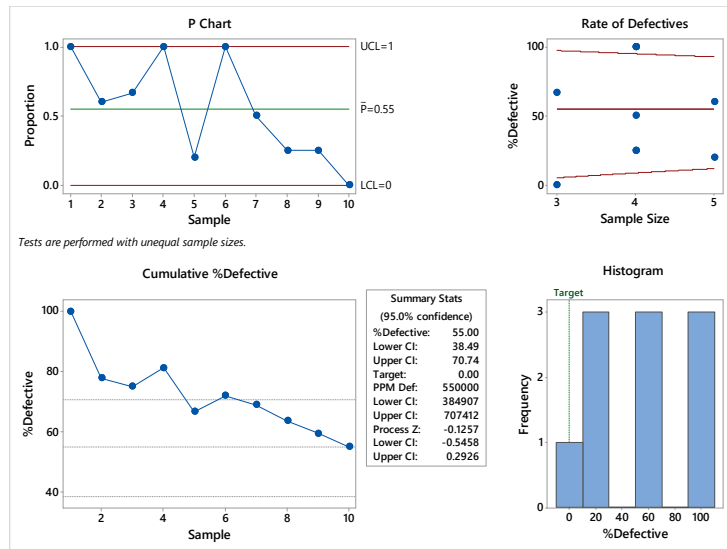 P Chart
1.0
0.5
0.0
Proportion
UCL=1
P̄=0.55
LCL=0
1 2 3 4 5 6 7 8 9 10
Sample
Tests are performed with unequal sample sizes.
Rate of Defectives
100
50
0
%Defective
3 4 5
Sample Size
Cumulative %Defective
100
80
60
40
%Defective
2 4 6 8 10
Sample
Summary Stats
(95.0% confidence)
%Defective: 55.00
Lower CI: 38.49
Upper CI: 70.74
Target: 0.00
PPM Def: 550000
Lower CI: 384907
Upper CI: 707412
Process Z: -0.1257
Lower CI: -0.5458
Upper CI: 0.2926
Histogram
Target
3
2
1
0
Frequency
0 20 40 60 80 100
%Defective